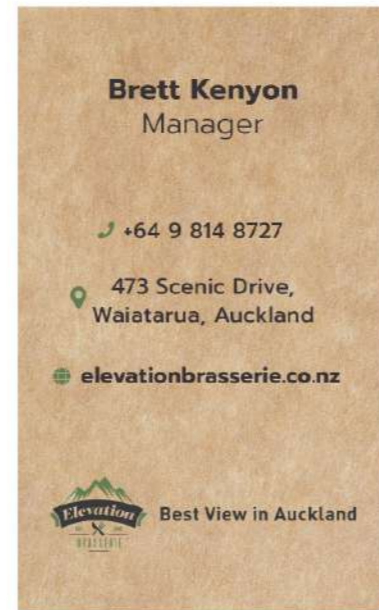 Brett Kenyon
Manager
+64 9 814 8727
473 Scenic Drive,
Waiatarua, Auckland
elevationbrasserie.co.nz
Elevation
BRASSERIE
Best View in Auckland